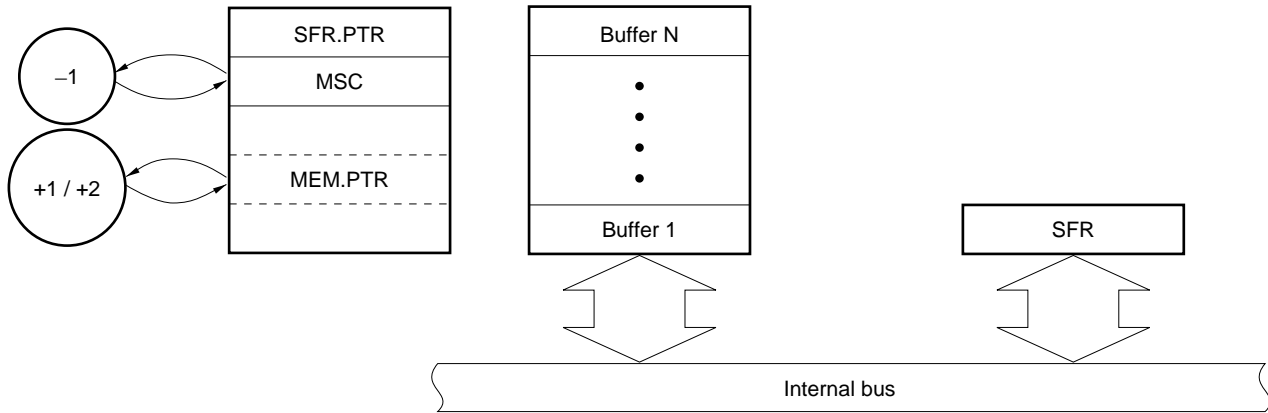 SFR.PTR
Buffer N
–1
MSC
+1 / +2
MEM.PTR
Buffer 1
SFR
Internal bus